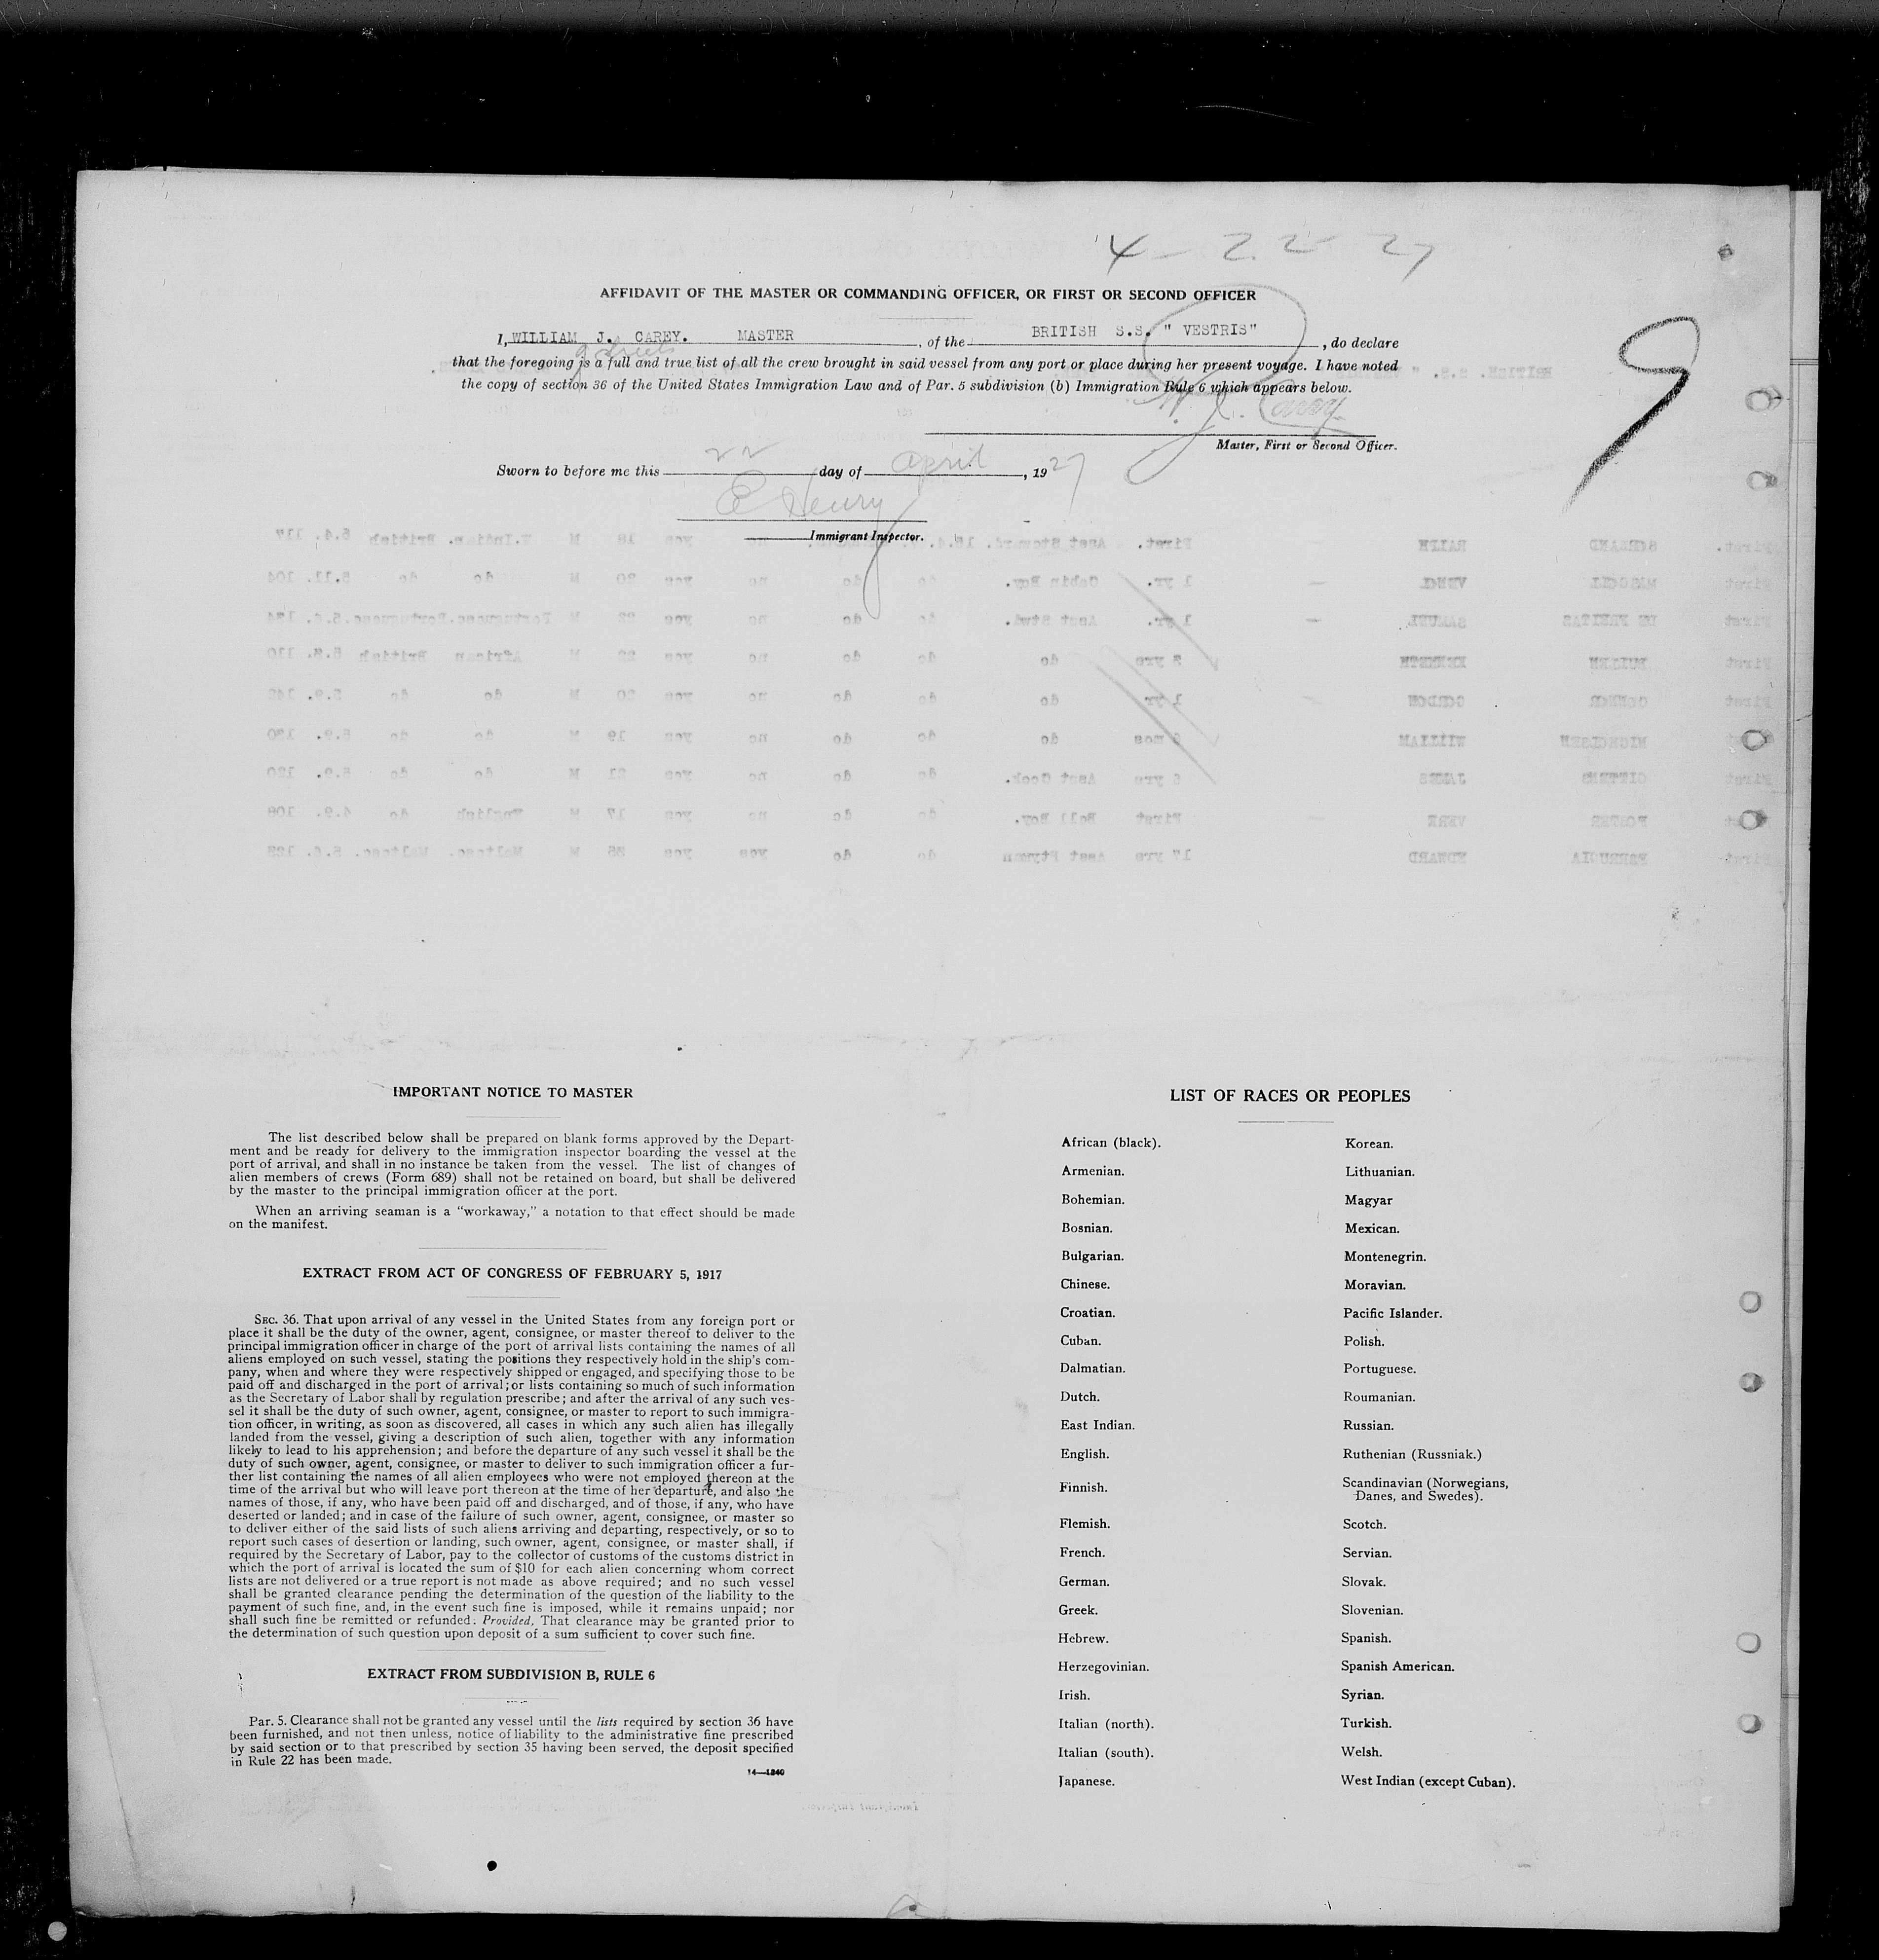 4 - 22 - 27
AFFIDAVIT OF THE MASTER OR COMMANDING OFFICER, OR FIRST OR SECOND OFFICER
I, WILLIAM J. CAREY. MASTER, of the BRITISH S.S. " VESTRIS", do declare
9 sheets
that the foregoing is a full and true list of all the crew brought in said vessel from any port or place during her present voyage. I have noted
the copy of section 36 of the United States Immigration Law and of Par. 5 subdivision (b) Immigration Rule 6 which appears below.
W. J. Carey
Master, First or Second Officer.
Sworn to before me this 22 day of April, 1927
E Henry
Immigrant Inspector.
9
IMPORTANT NOTICE TO MASTER
The list described below shall be prepared on blank forms approved by the Depart-
ment and be ready for delivery to the immigration inspector boarding the vessel at the
port of arrival, and shall in no instance be taken from the vessel. The list of changes of
alien members of crews (Form 689) shall not be retained on board, but shall be delivered
by the master to the principal immigration officer at the port.
When an arriving seaman is a "workaway," a notation to that effect should be made
on the manifest.
EXTRACT FROM ACT OF CONGRESS OF FEBRUARY 5, 1917
SEC. 36. That upon arrival of any vessel in the United States from any foreign port or
place it shall be the duty of the owner, agent, consignee, or master thereof to deliver to the
principal immigration officer in charge of the port of arrival lists containing the names of all
aliens employed on such vessel, stating the positions they respectively hold in the ship's com-
pany, when and where they were respectively shipped or engaged, and specifying those to be
paid off and discharged in the port of arrival; or lists containing so much of such information
as the Secretary of Labor shall by regulation prescribe; and after the arrival of any such ves-
sel it shall be the duty of such owner, agent, consignee, or master to report to such immigra-
tion officer, in writing, as soon as discovered, all cases in which any such alien has illegally
landed from the vessel, giving a description of such alien, together with any information
likely to lead to his apprehension; and before the departure of any such vessel it shall be the
duty of such owner, agent, consignee, or master to deliver to such immigration officer a fur-
ther list containing the names of all alien employees who were not employed thereon at the
time of the arrival but who will leave port thereon at the time of her departure, and also the
names of those, if any, who have been paid off and discharged, and of those, if any, who have
deserted or landed; and in case of the failure of such owner, agent, consignee, or master so
to deliver either of the said lists of such aliens arriving and departing, respectively, or so to
report such cases of desertion or landing, such owner, agent, consignee, or master shall, if
required by the Secretary of Labor, pay to the collector of customs of the customs district in
which the port of arrival is located the sum of $10 for each alien concerning whom correct
lists are not delivered or a true report is not made as above required; and no such vessel
shall be granted clearance pending the determination of the question of the liability to the
payment of such fine, and, in the event such fine is imposed, while it remains unpaid; nor
shall such fine be remitted or refunded: Provided, That clearance may be granted prior to
the determination of such question upon deposit of a sum sufficient to cover such fine.
EXTRACT FROM SUBDIVISION B, RULE 6
Par. 5. Clearance shall not be granted any vessel until the lists required by section 36 have
been furnished, and not then unless, notice of liability to the administrative fine prescribed
by said section or to that prescribed by section 35 having been served, the deposit specified
in Rule 22 has been made.
14—1240
LIST OF RACES OR PEOPLES
African (black).
Armenian.
Bohemian.
Bosnian.
Bulgarian.
Chinese.
Croatian.
Cuban.
Dalmatian.
Dutch.
East Indian.
English.
Finnish.
Flemish.
French.
German.
Greek.
Hebrew.
Herzegovinian.
Irish.
Italian (north).
Italian (south).
Japanese.
Korean.
Lithuanian.
Magyar
Mexican.
Montenegrin.
Moravian.
Pacific Islander.
Polish.
Portuguese.
Roumanian.
Russian.
Ruthenian (Russniak.)
Scandinavian (Norwegians,
Danes, and Swedes).
Scotch.
Servian.
Slovak.
Slovenian.
Spanish.
Spanish American.
Syrian.
Turkish.
Welsh.
West Indian (except Cuban).